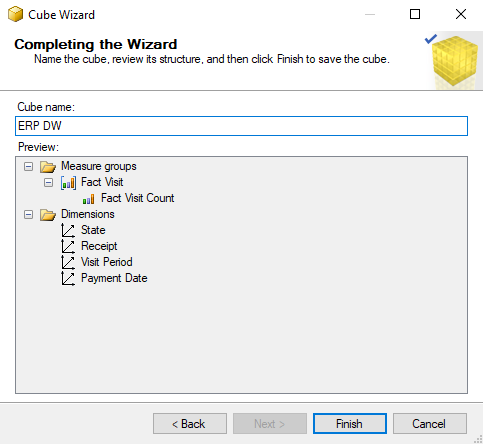 Cube Wizard
Completing the Wizard
Name the cube, review its structure, and then click Finish to save the cube.
Cube name:
ERP DW
Preview:
Measure groups
Fact Visit
Fact Visit Count
Dimensions
State
Receipt
Visit Period
Payment Date
< Back
Next >
Finish
Cancel